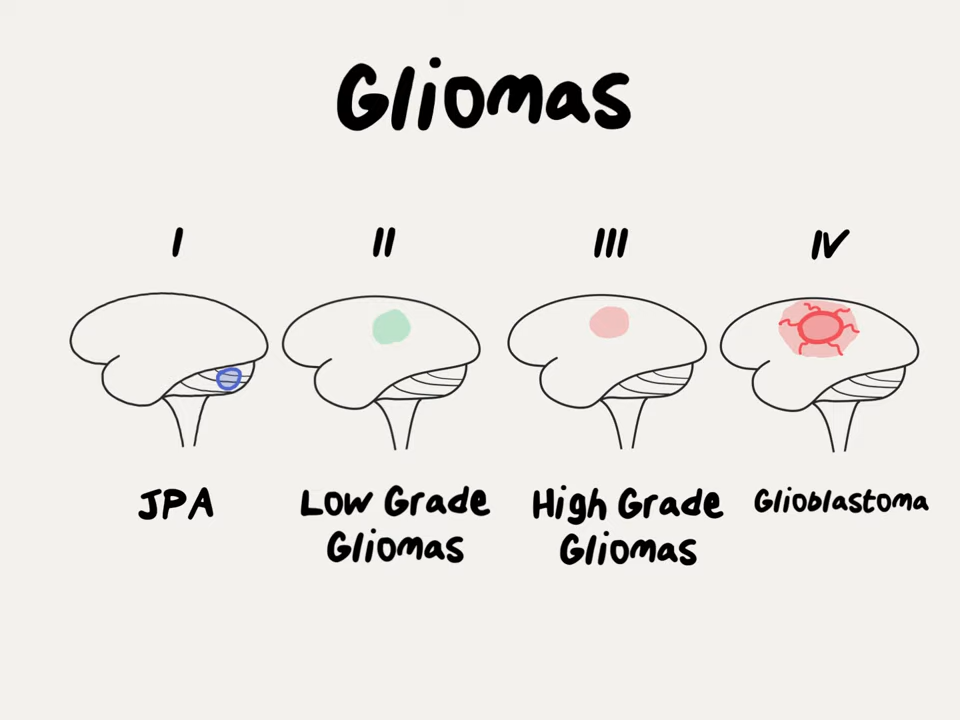 Gliomas
I
II
III
IV
JPA
Low Grade
Gliomas
High Grade
Gliomas
Glioblastoma